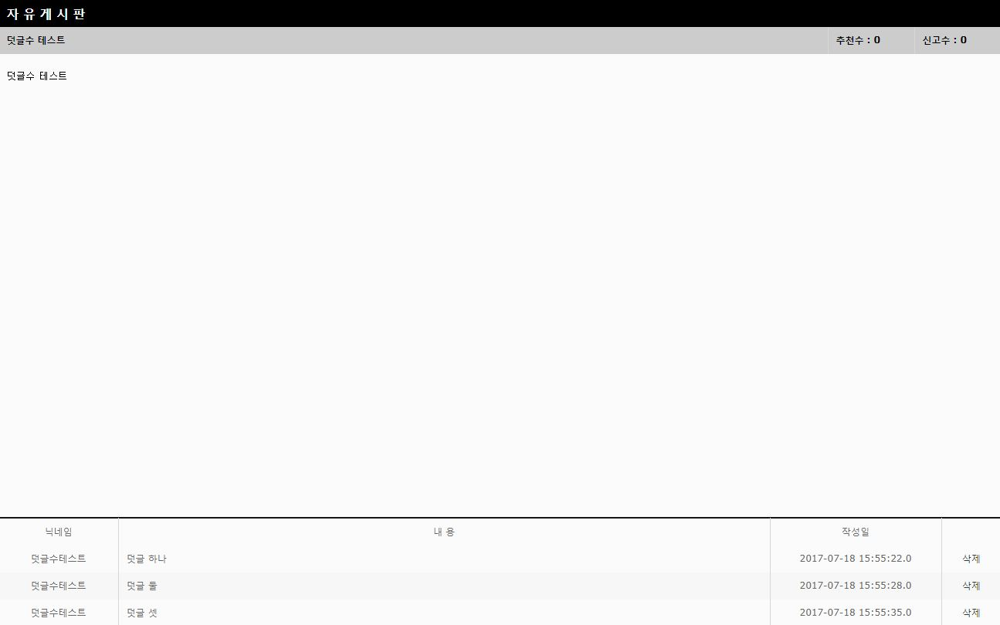 자 유 게 시 판
덧글수 테스트 추천수 : 0 신고수 : 0
덧글수 테스트
닉네임 내 용 작성일
덧글수테스트 덧글 하나 2017-07-18 15:55:22.0 삭제
덧글수테스트 덧글 둘 2017-07-18 15:55:28.0 삭제
덧글수테스트 덧글 셋 2017-07-18 15:55:35.0 삭제